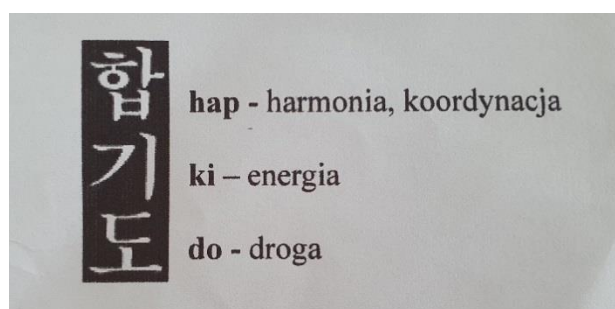 합 hap - harmonia, koordynacja
기 ki – energia
도 do - droga